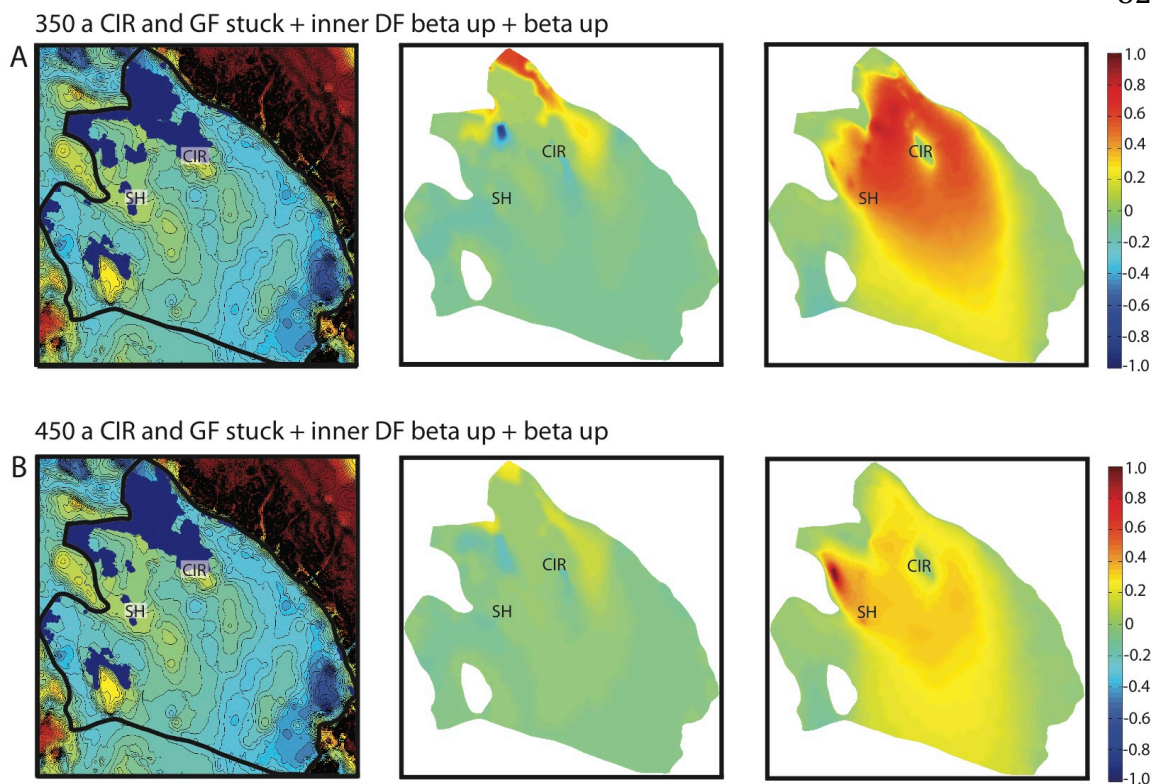 350 a CIR and GF stuck + inner DF beta up + beta up
A
CIR
SH
CIR
SH
CIR
SH
1.0
0.8
0.6
0.4
0.2
0
-0.2
-0.4
-0.6
-0.8
-1.0
450 a CIR and GF stuck + inner DF beta up + beta up
B
CIR
SH
CIR
SH
CIR
SH
1.0
0.8
0.6
0.4
0.2
0
-0.2
-0.4
-0.6
-0.8
-1.0